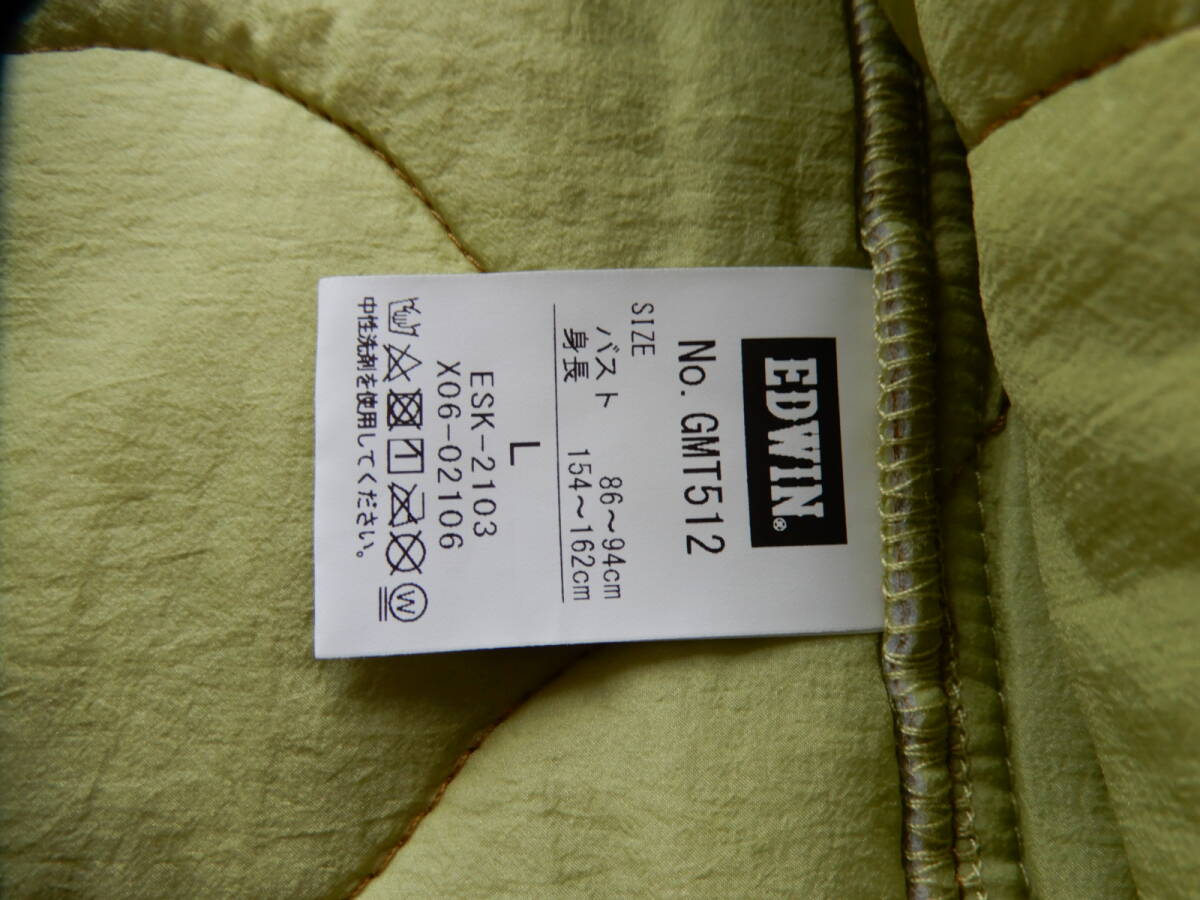 EDWIN®
No. GMT512
SIZE
バスト 86～94cm
身長 154～162cm
L
ESK-2103
X06-02106
W
中性洗剤を使用してください。